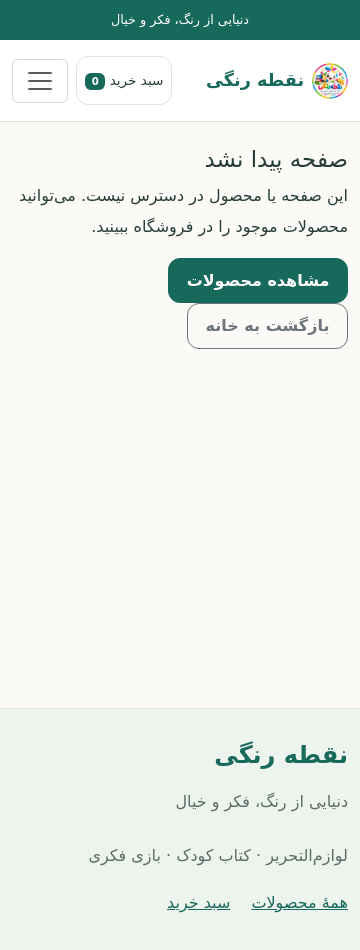 دنیایی از رنگ، فکر و خیال
نقطه رنگی
سبد خرید 0
صفحه پیدا نشد
این صفحه یا محصول در دسترس نیست. می‌توانید
محصولات موجود را در فروشگاه ببینید.
مشاهده محصولات
بازگشت به خانه
نقطه رنگی
دنیایی از رنگ، فکر و خیال
لوازم‌التحریر · کتاب کودک · بازی فکری
همهٔ محصولات سبد خرید